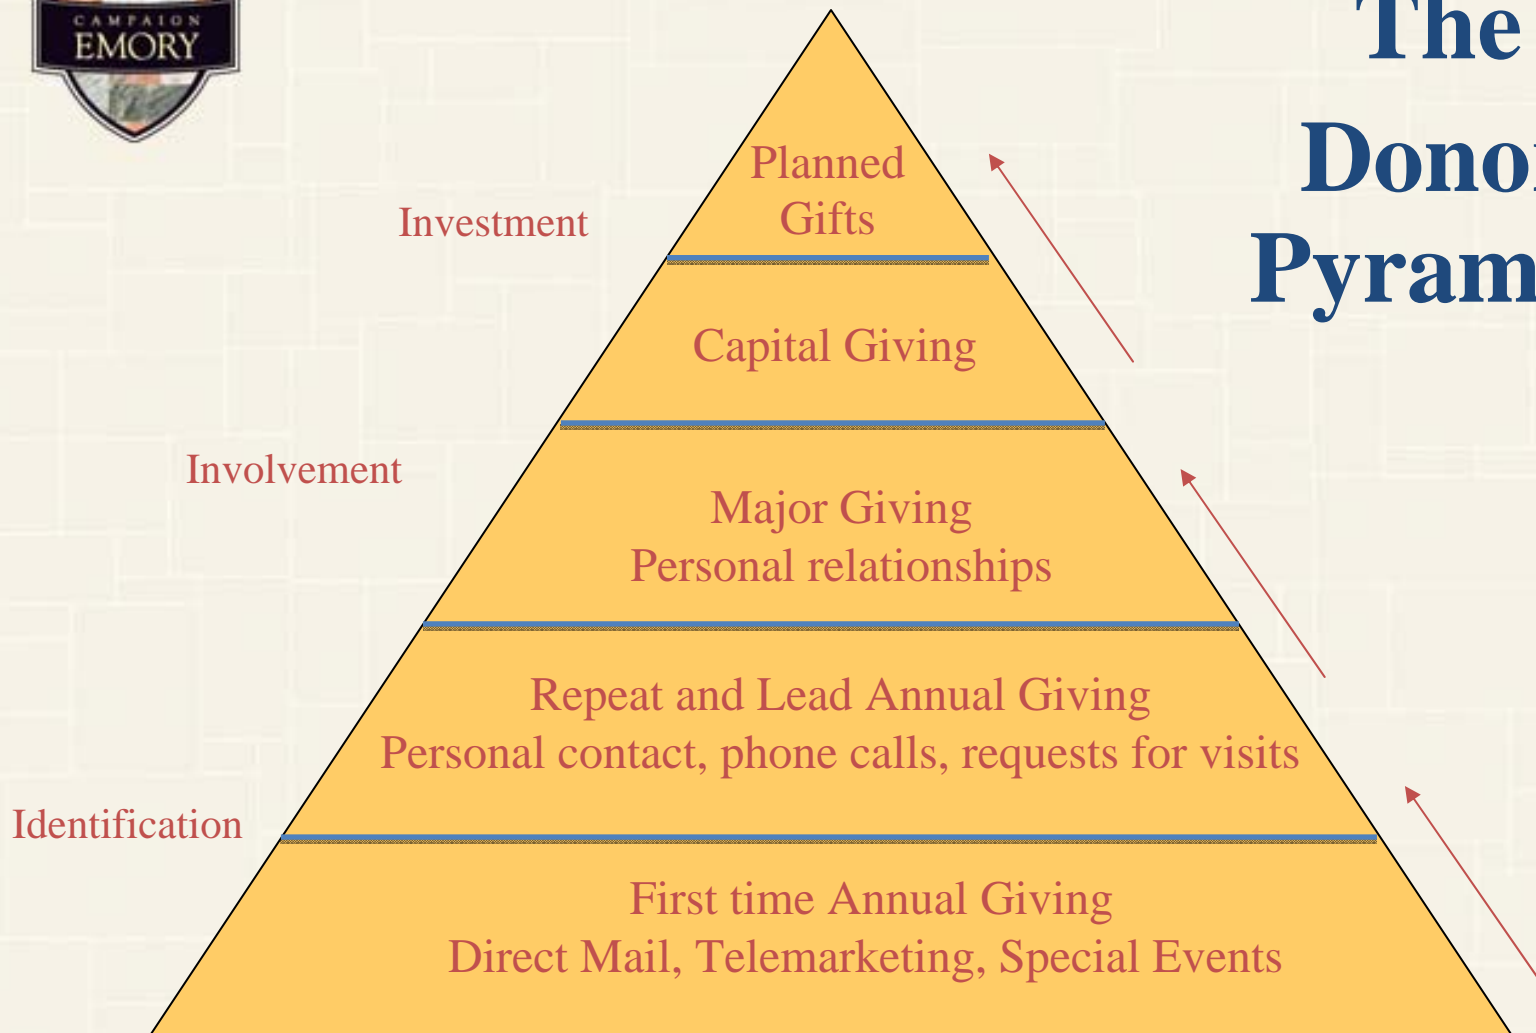 CAMPAIGN
EMORY
The
Donor
Pyram
Planned
Gifts
Investment
Capital Giving
Involvement
Major Giving
Personal relationships
Repeat and Lead Annual Giving
Personal contact, phone calls, requests for visits
Identification
First time Annual Giving
Direct Mail, Telemarketing, Special Events